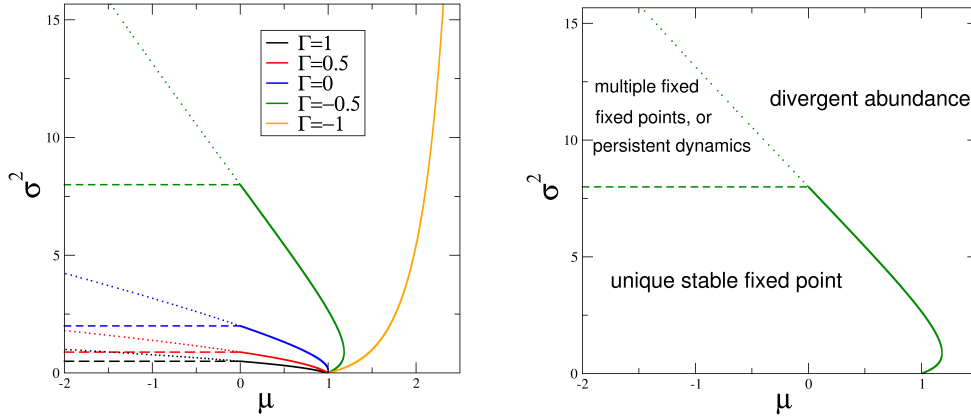 15
10
5
0
σ²
-2
-1
0
1
2
μ
Γ=1
Γ=0.5
Γ=0
Γ=−0.5
Γ=−1
15
10
5
0
σ²
-2
-1
0
1
μ
multiple fixed
fixed points, or
persistent dynamics
divergent abundance
unique stable fixed point